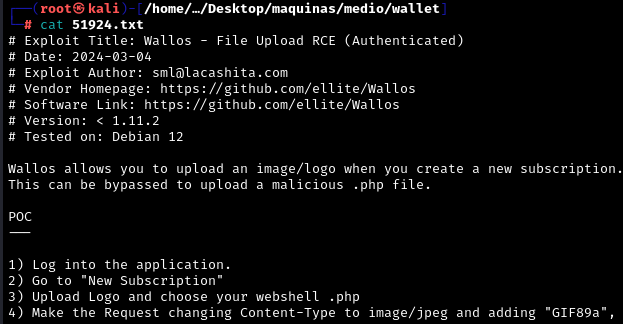 ┌──(root㉿kali)-[/home/…/Desktop/maquinas/medio/wallet]
└─# cat 51924.txt
# Exploit Title: Wallos - File Upload RCE (Authenticated)
# Date: 2024-03-04
# Exploit Author: sml@lacashita.com
# Vendor Homepage: https://github.com/ellite/Wallos
# Software Link: https://github.com/ellite/Wallos
# Version: < 1.11.2
# Tested on: Debian 12
Wallos allows you to upload an image/logo when you create a new subscription.
This can be bypassed to upload a malicious .php file.
POC
---
1) Log into the application.
2) Go to "New Subscription"
3) Upload Logo and choose your webshell .php
4) Make the Request changing Content-Type to image/jpeg and adding "GIF89a",